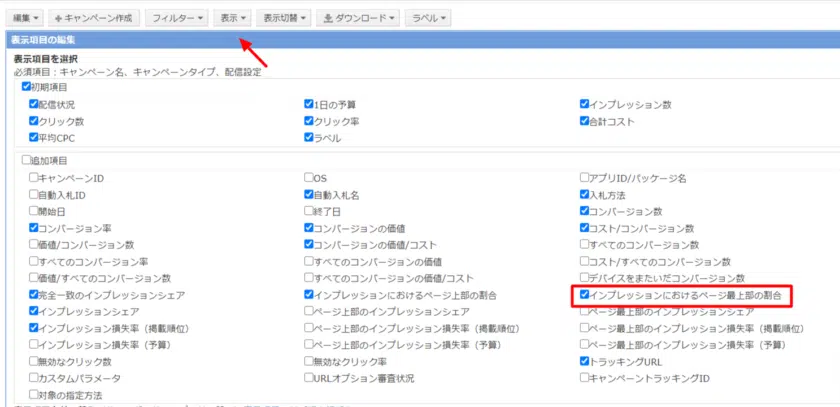 編集 キャンペーン作成 フィルター 表示 表示切替 ダウンロード ラベル
表示項目の編集
表示項目を選択
必須項目：キャンペーン名、キャンペーンタイプ、配信設定
初期項目
配信状況 1日の予算 インプレッション数
クリック数 クリック率 合計コスト
平均CPC ラベル
追加項目
キャンペーンID OS アプリID/パッケージ名
自動入札ID 自動入札名 入札方法
開始日 終了日 コンバージョン数
コンバージョン率 コンバージョンの価値 コスト/コンバージョン数
価値/コンバージョン数 コンバージョンの価値/コスト すべてのコンバージョン数
すべてのコンバージョン率 すべてのコンバージョンの価値 コスト/すべてのコンバージョン数
価値/すべてのコンバージョン数 すべてのコンバージョンの価値/コスト デバイスをまたいだコンバージョン数
完全一致のインプレッションシェア インプレッションにおけるページ上部の割合 インプレッションにおけるページ最上部の割合
インプレッションシェア ページ上部のインプレッションシェア ページ最上部のインプレッションシェア
インプレッション損失率（掲載順位） ページ上部のインプレッション損失率（掲載順位） ページ最上部のインプレッション損失率（掲載順位）
インプレッション損失率（予算） ページ上部のインプレッション損失率（予算） ページ最上部のインプレッション損失率（予算）
無効なクリック数 無効なクリック率 トラッキングURL
カスタムパラメータ URLオプション審査状況 キャンペーントラッキングID
対象の指定方法